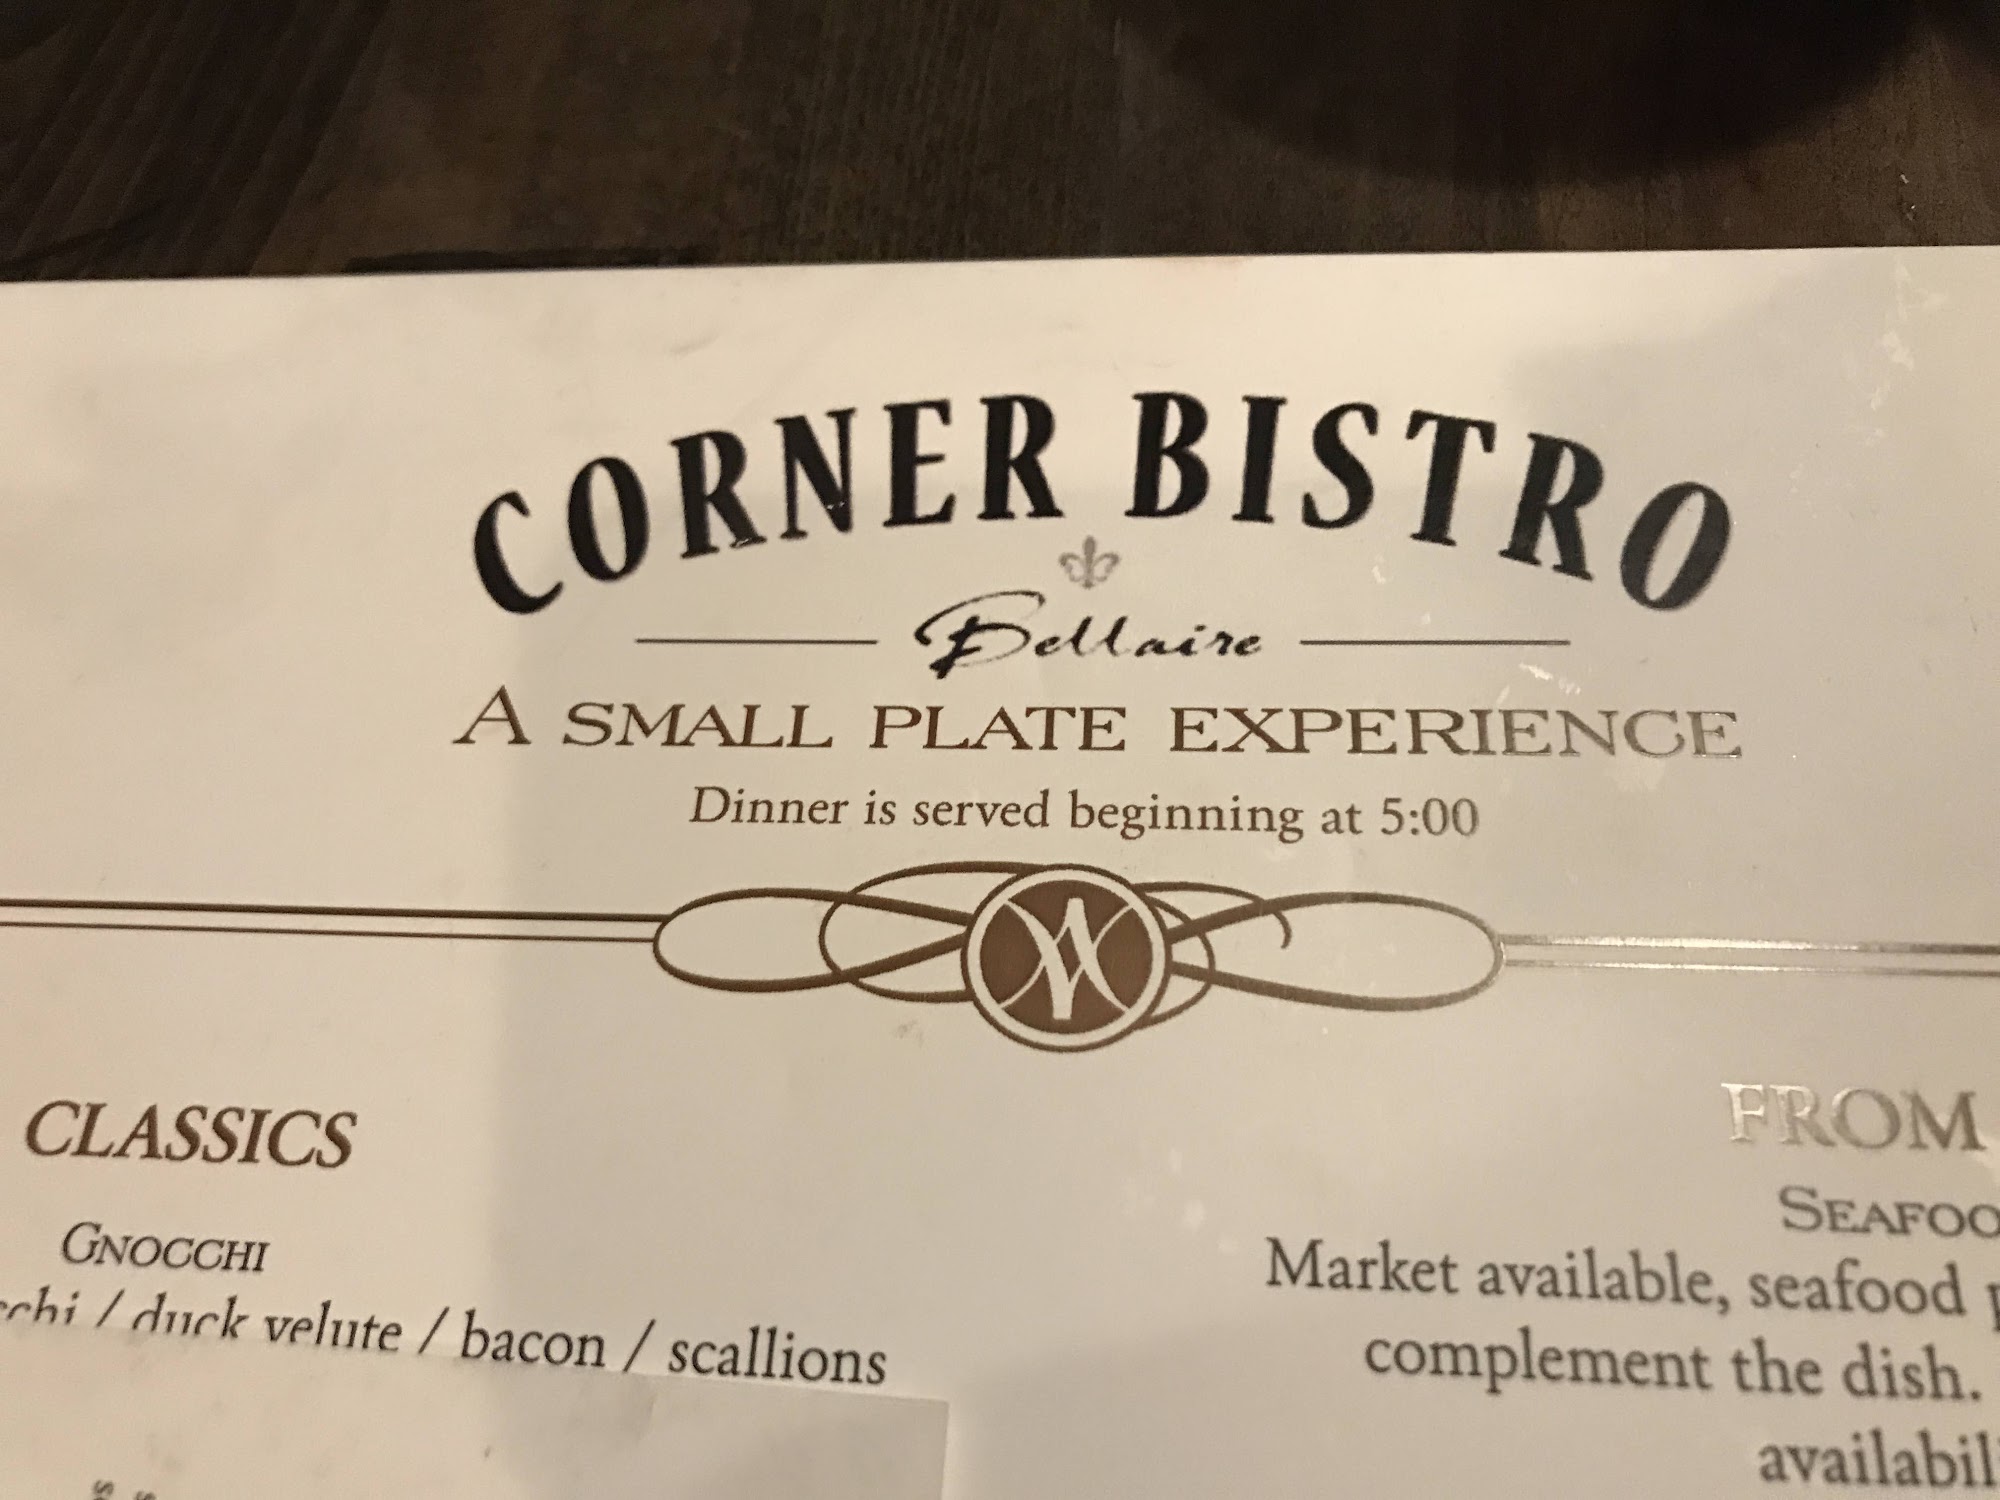 CORNER BISTRO
Bellaire
A SMALL PLATE EXPERIENCE
Dinner is served beginning at 5:00
CLASSICS
GNOCCHI
/ duck velute / bacon / scallions
FROM
Market available, seafood
complement the dish.